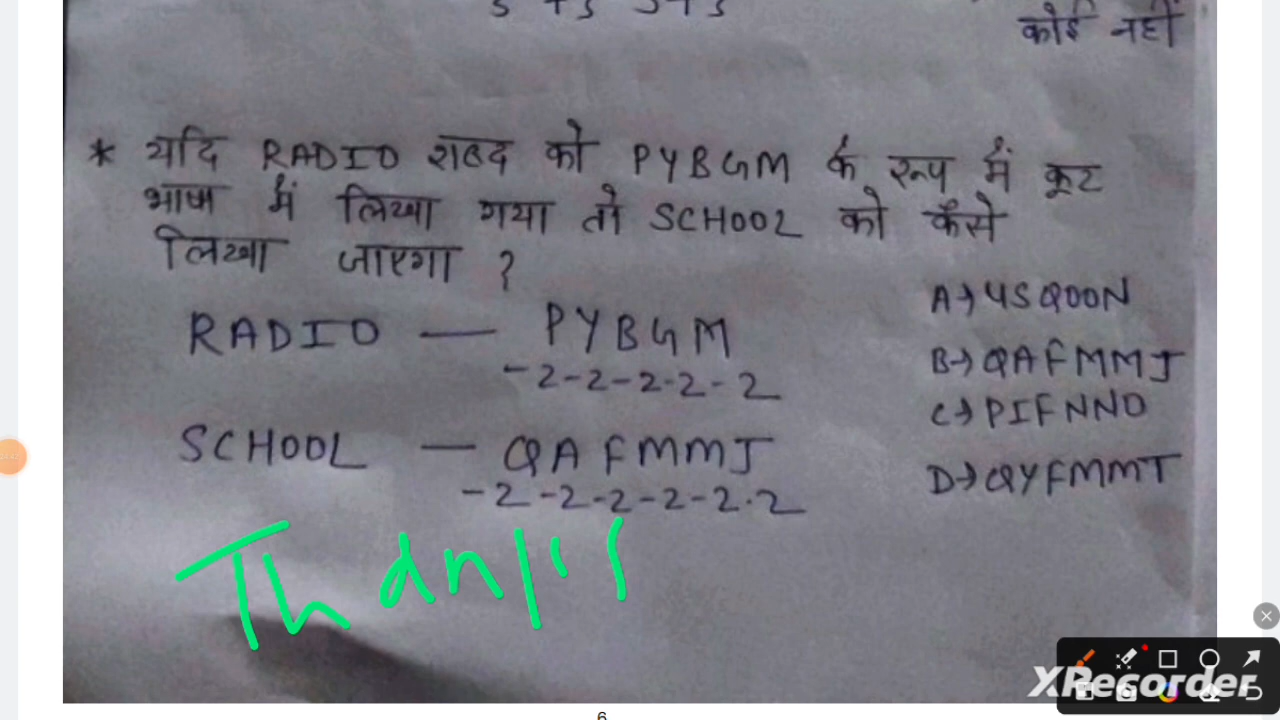 कोई नहीं
* यदि RADIO शब्द को PYBGM के रूप में कूट
भाषा में लिखा गया तो SCHOOL को कैसे
लिखा जाएगा ?
RADIO — PYBGM
-2-2-2-2-2
SCHOOL — QAFMMJ
-2-2-2-2-2.2
A→ USQOON
B→ QAFMMJ
C→ PIFNNO
D→ QYFMMT
Thanks
XRecorder
6